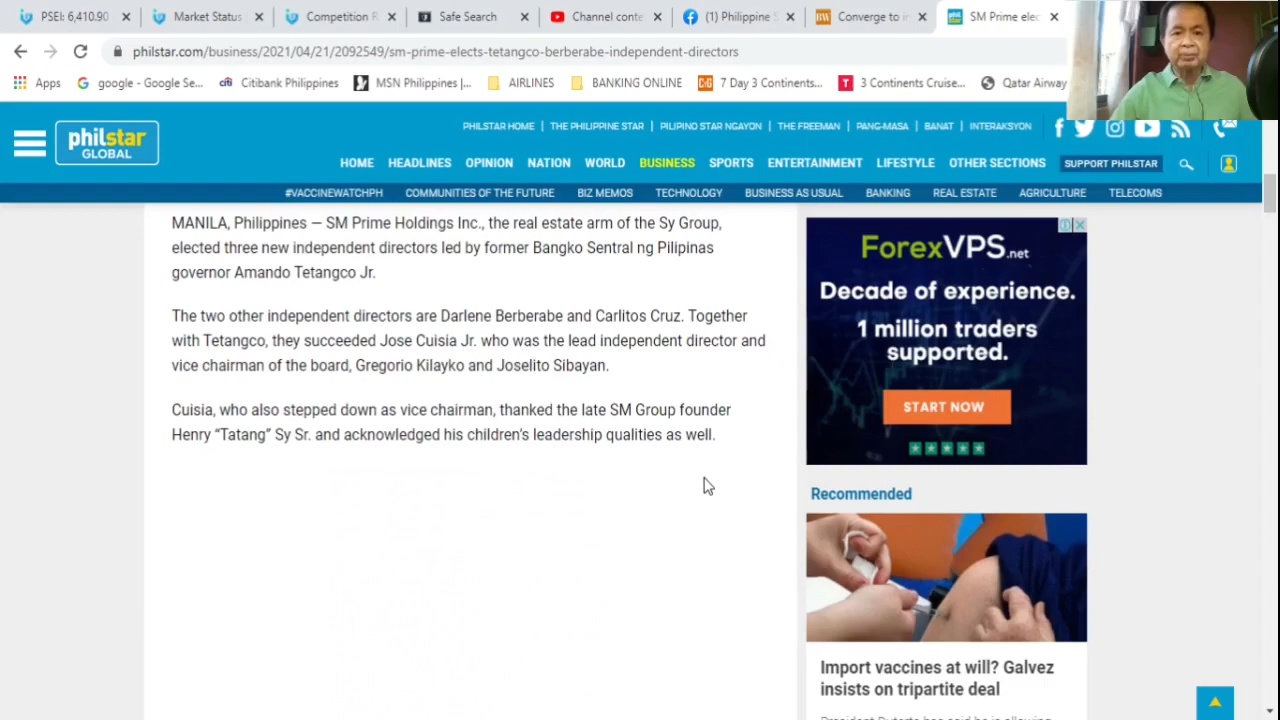 PSEi: 6,410.90
Market Status
Competition R
Safe Search
Channel conte
(1) Philippine S
BW
Converge to i
SM Prime elec
philstar.com/business/2021/04/21/2092549/sm-prime-elects-tetangco-berberabe-independent-directors
Apps
google - Google Se...
Citibank Philippines
MSN Philippines |...
AIRLINES
BANKING ONLINE
7 Day 3 Continents...
3 Continents Cruise...
Qatar Airway
philstar
GLOBAL
PHILSTAR HOME | THE PHILIPPINE STAR | PILIPINO STAR NGAYON | THE FREEMAN | PANG-MASA | BANAT | INTERAKSYON
HOME HEADLINES OPINION NATION WORLD BUSINESS SPORTS ENTERTAINMENT LIFESTYLE OTHER SECTIONS SUPPORT PHILSTAR
#VACCINEWATCHPH COMMUNITIES OF THE FUTURE BIZ MEMOS TECHNOLOGY BUSINESS AS USUAL BANKING REAL ESTATE AGRICULTURE TELECOMS
MANILA, Philippines — SM Prime Holdings Inc., the real estate arm of the Sy Group,
elected three new independent directors led by former Bangko Sentral ng Pilipinas
governor Amando Tetangco Jr.
The two other independent directors are Darlene Berberabe and Carlitos Cruz. Together
with Tetangco, they succeeded Jose Cuisia Jr. who was the lead independent director and
vice chairman of the board, Gregorio Kilayko and Joselito Sibayan.
Cuisia, who also stepped down as vice chairman, thanked the late SM Group founder
Henry “Tatang” Sy Sr. and acknowledged his children’s leadership qualities as well.
ForexVPS.net
Decade of experience.
1 million traders
supported.
START NOW
Recommended
Import vaccines at will? Galvez
insists on tripartite deal